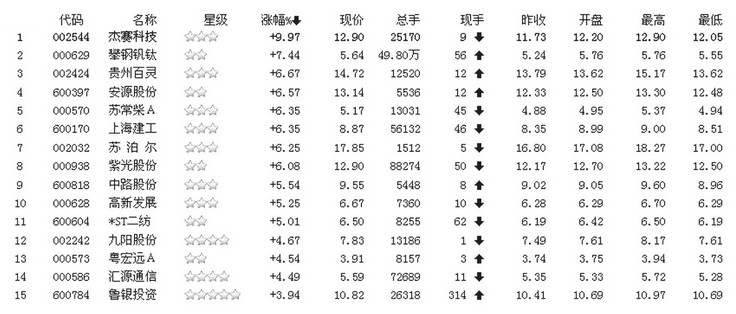 代码 名称 星级 涨幅%↓ 现价 总手 现手 昨收 开盘 最高 最低
1 002544 杰赛科技 ☆☆☆ +9.97 12.90 25170 9 ↓ 11.73 12.20 12.90 12.05
2 000629 攀钢钒钛 ☆☆ +7.44 5.64 49.80万 56 ↑ 5.24 5.76 5.76 5.55
3 002424 贵州百灵 ☆☆☆ +6.67 14.72 12520 12 ↑ 13.79 13.62 15.17 13.62
4 600397 安源股份 ☆☆ +6.57 13.14 5536 12 ↑ 12.33 12.50 13.30 12.48
5 000570 苏常柴A ☆☆☆ +6.35 5.17 13031 45 ↓ 4.88 4.95 5.37 4.94
6 600170 上海建工 ☆☆☆ +6.35 8.87 56132 46 ↓ 8.35 8.99 9.00 8.51
7 002032 苏泊尔 ☆☆☆ +6.25 17.85 1512 5 ↓ 16.80 17.08 18.27 17.00
8 000938 紫光股份 ☆☆ +6.08 12.90 88274 50 ↓ 12.17 12.70 13.22 12.50
9 600818 中路股份 ☆☆☆ +5.54 9.55 5448 8 ↑ 9.02 9.05 9.60 8.96
10 000628 高新发展 ☆☆☆ +5.25 6.67 7360 10 ↓ 6.28 6.29 6.70 6.29
11 600604 *ST二纺 ☆☆ +5.01 6.50 8255 62 ↓ 6.19 6.42 6.50 6.19
12 002242 九阳股份 ☆☆☆☆ +4.67 7.83 13186 1 ↓ 7.49 7.61 8.17 7.61
13 000573 粤宏远A ☆☆ +4.54 3.91 8157 3 ↑ 3.74 3.75 3.94 3.73
14 000586 汇源通信 ☆☆☆☆ +4.49 5.59 72689 11 ↓ 5.35 5.33 5.72 5.28
15 600784 鲁银投资 ☆☆☆☆☆ +3.94 10.82 26318 314 ↑ 10.41 10.69 10.97 10.69